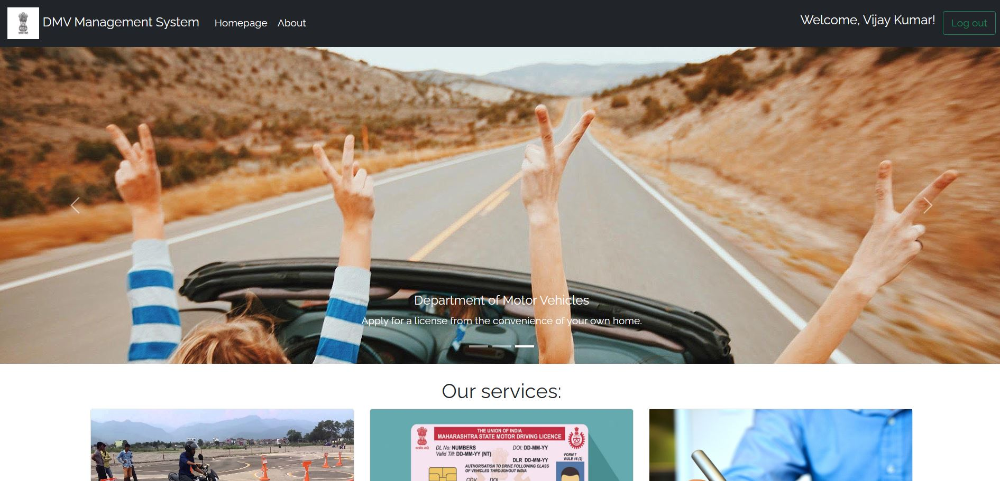 DMV Management System
Homepage
About
Welcome, Vijay Kumar!
Log out
Department of Motor Vehicles
Apply for a license from the convenience of your own home.
Our services:
THE UNION OF INDIA
MAHARASHTRA STATE MOTOR DRIVING LICENCE
DL No: NUMBERS DOI: DD-MM-YY
Valid Till: DD-MM-YY (NT)
DLR DD-MM-YY
FORM 7
RULE 16 (2)
AUTHORISATION TO DRIVE FOLLOWING CLASS
OF VEHICLES THROUGHOUT INDIA
COV DOI